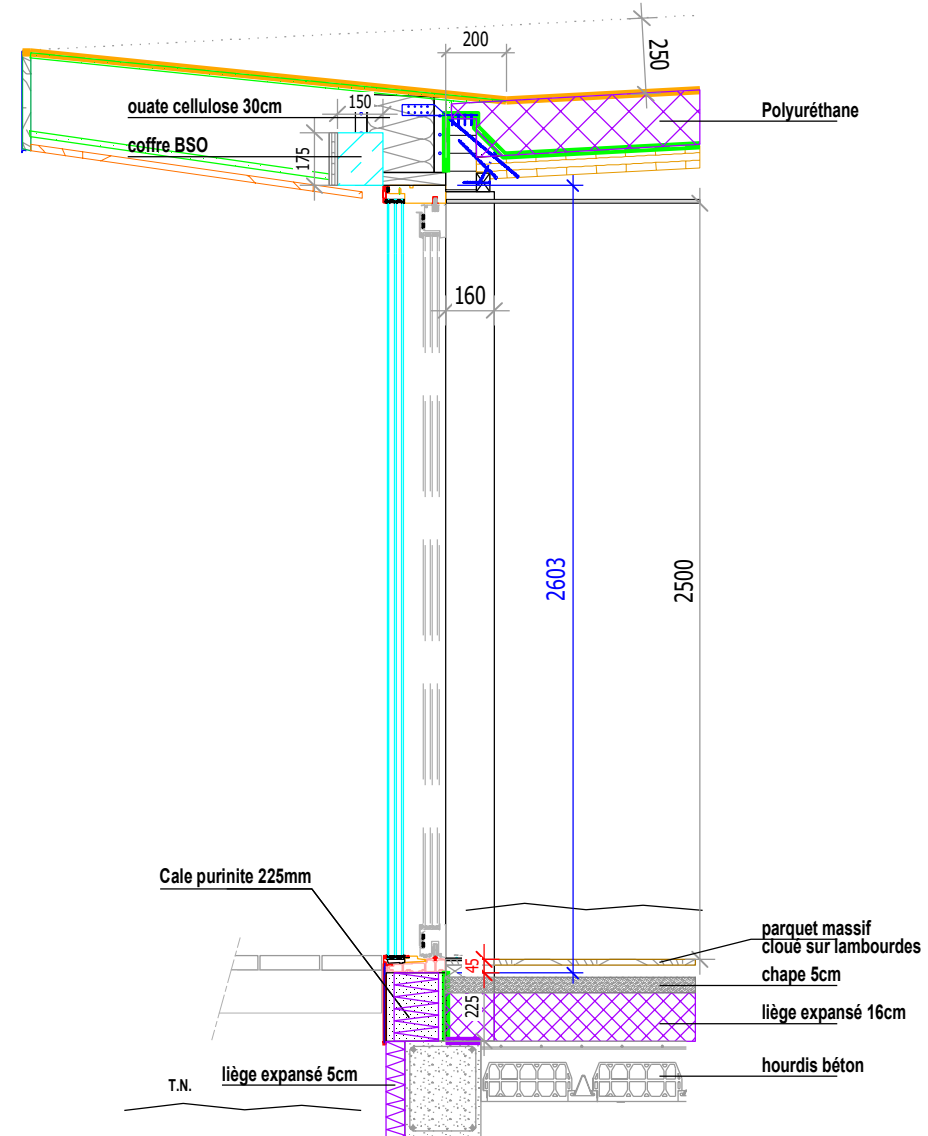 200
250
150
ouate cellulose 30cm
Polyuréthane
coffre BSO
175
160
2603
2500
Cale purinite 225mm
parquet massif
cloué sur lambourdes
45
chape 5cm
225
liège expansé 16cm
hourdis béton
liège expansé 5cm
T.N.